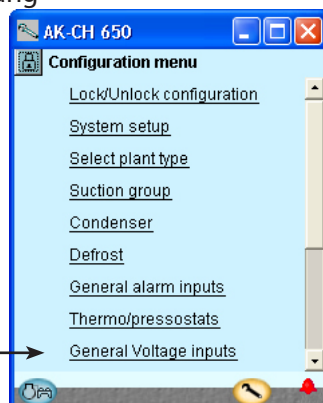 AK-CH 650
Configuration menu
Lock/Unlock configuration
System setup
Select plant type
Suction group
Condenser
Defrost
General alarm inputs
Thermo/pressostats
General Voltage inputs